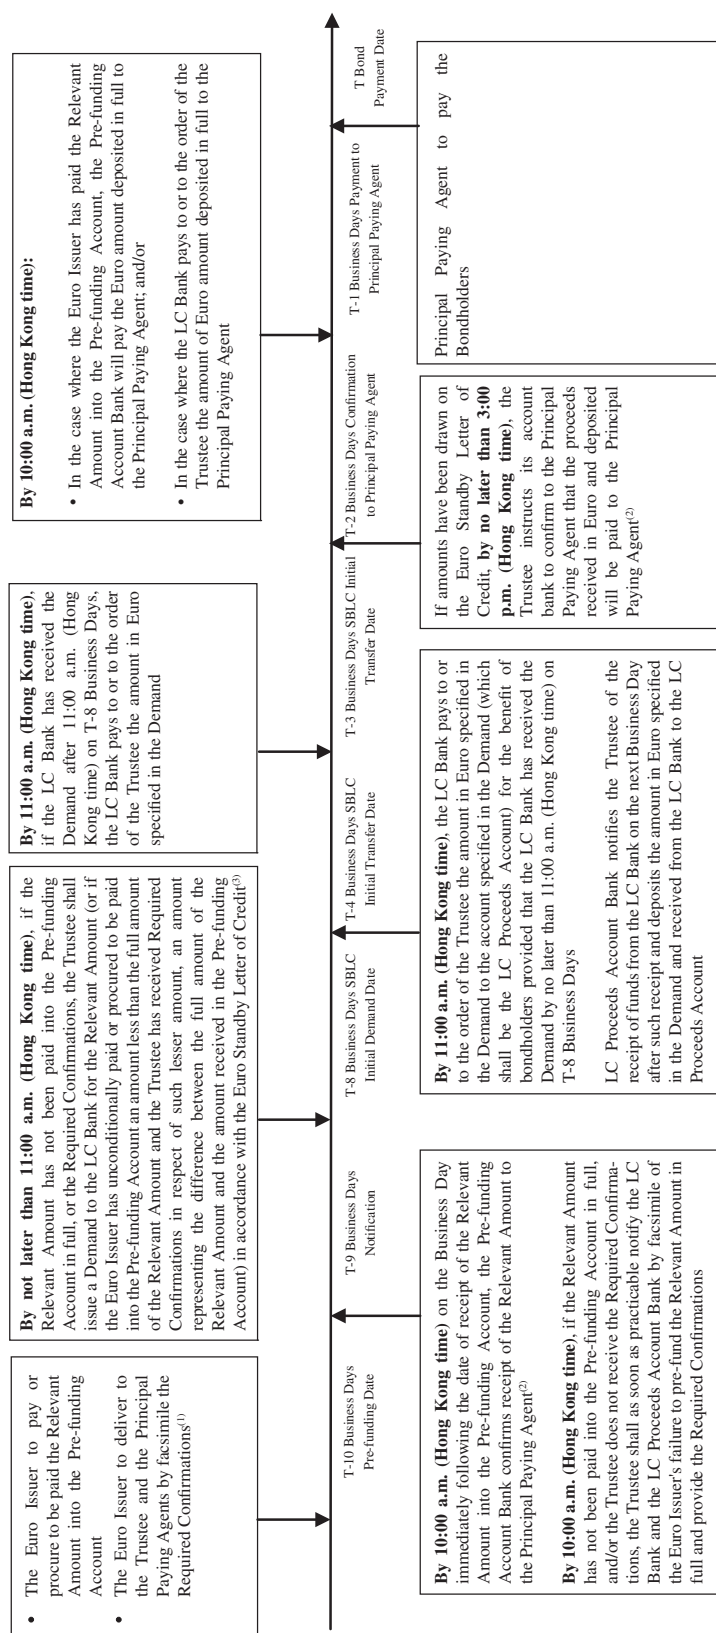 • The Euro Issuer to pay or
procure to be paid the Relevant
Amount into the Pre-funding
Account
• The Euro Issuer to deliver to
the Trustee and the Principal
Paying Agents by facsimile the
Required Confirmations(1)
By not later than 11:00 a.m. (Hong Kong time), if the
Relevant Amount has not been paid into the Pre-funding
Account in full, or the Required Confirmations, the Trustee shall
issue a Demand to the LC Bank for the Relevant Amount (or if
the Euro Issuer has unconditionally paid or procured to be paid
into the Pre-funding Account an amount less than the full amount
of the Relevant Amount and the Trustee has received Required
Confirmations in respect of such lesser amount, an amount
representing the difference between the full amount of the
Relevant Amount and the amount received in the Pre-funding
Account) in accordance with the Euro Standby Letter of Credit(3)
By 11:00 a.m. (Hong Kong time),
if the LC Bank has received the
Demand after 11:00 a.m. (Hong
Kong time) on T-8 Business Days,
the LC Bank pays to or to the order
of the Trustee the amount in Euro
specified in the Demand
By 10:00 a.m. (Hong Kong time):
• In the case where the Euro Issuer has paid the Relevant
Amount into the Pre-funding Account, the Pre-funding
Account Bank will pay the Euro amount deposited in full to
the Principal Paying Agent; and/or
• In the case where the LC Bank pays to or to the order of the
Trustee the amount of Euro amount deposited in full to the
Principal Paying Agent
T-10 Business Days
Pre-funding Date
T-9 Business Days
Notification
T-8 Business Days SBLC
Initial Demand Date
T-4 Business Days SBLC
Initial Transfer Date
T-3 Business Days SBLC Initial
Transfer Date
T-2 Business Days Confirmation
to Principal Paying Agent
T-1 Business Days Payment to
Principal Paying Agent
T Bond
Payment Date
By 10:00 a.m. (Hong Kong time) on the Business Day
immediately following the date of receipt of the Relevant
Amount into the Pre-funding Account, the Pre-funding
Account Bank confirms receipt of the Relevant Amount to
the Principal Paying Agent(2)
By 10:00 a.m. (Hong Kong time), if the Relevant Amount
has not been paid into the Pre-funding Account in full,
and/or the Trustee does not receive the Required Confirma-
tions, the Trustee shall as soon as practicable notify the LC
Bank and the LC Proceeds Account Bank by facsimile of
the Euro Issuer's failure to pre-fund the Relevant Amount in
full and provide the Required Confirmations
By 11:00 a.m. (Hong Kong time), the LC Bank pays to or
to the order of the Trustee the amount in Euro specified in
the Demand to the account specified in the Demand (which
shall be the LC Proceeds Account) for the benefit of
bondholders provided that the LC Bank has received the
Demand by no later than 11:00 a.m. (Hong Kong time) on
T-8 Business Days
LC Proceeds Account Bank notifies the Trustee of the
receipt of funds from the LC Bank on the next Business Day
after such receipt and deposits the amount in Euro specified
in the Demand and received from the LC Bank to the LC
Proceeds Account
If amounts have been drawn on
the Euro Standby Letter of
Credit, by no later than 3:00
p.m. (Hong Kong time), the
Trustee instructs its account
bank to confirm to the Principal
Paying Agent that the proceeds
received in Euro and deposited
will be paid to the Principal
Paying Agent(2)
Principal Paying Agent to pay the
Bondholders